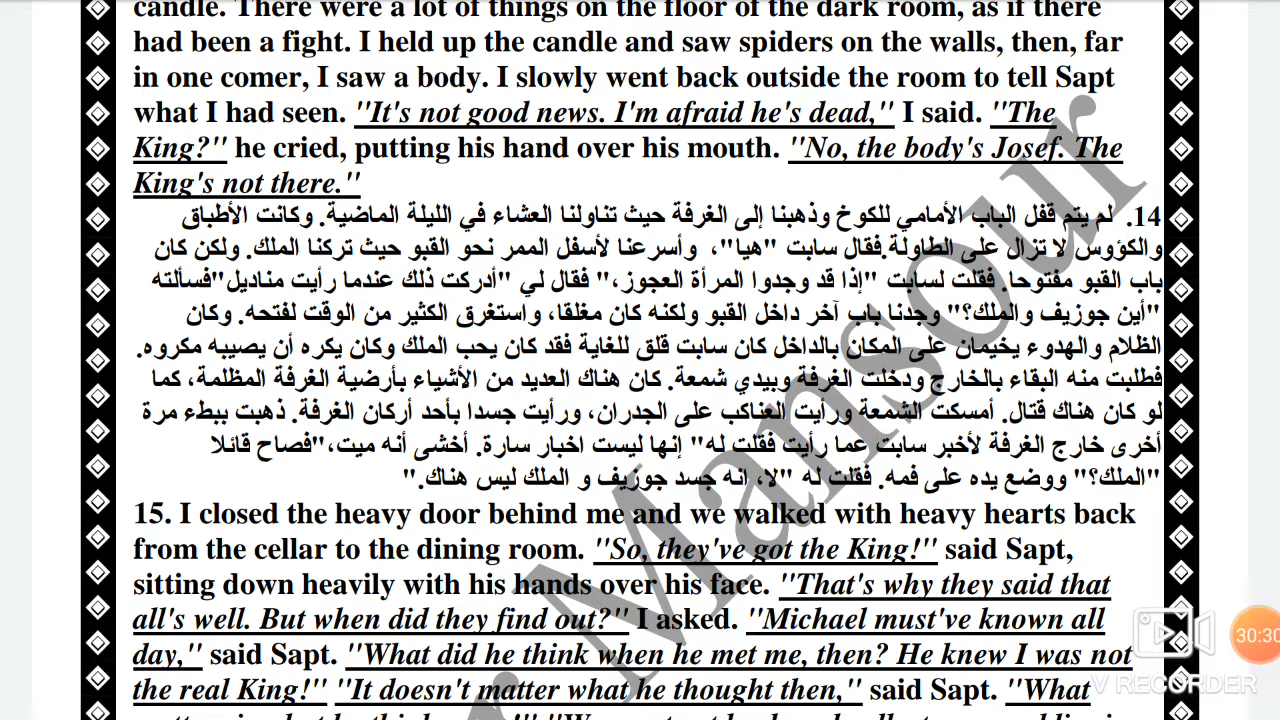 candle. There were a lot of things on the floor of the dark room, as if there
had been a fight. I held up the candle and saw spiders on the walls, then, far
in one comer, I saw a body. I slowly went back outside the room to tell Sapt
what I had seen. "It's not good news. I'm afraid he's dead," I said. "The
King?" he cried, putting his hand over his mouth. "No, the body's Josef. The
King's not there."
14. لم يتم قفل الباب الأمامي للكوخ وذهبنا إلى الغرفة حيث تناولنا العشاء في الليلة الماضية. وكانت الأطباق
والكؤوس لا تزال على الطاولة.فقال سابت "هيا"، وأسرعنا لأسفل الممر نحو القبو حيث تركنا الملك. ولكن كان
باب القبو مفتوحا. فقلت لسابت "إذا قد وجدوا المرأة العجوز،" فقال لي "أدركت ذلك عندما رأيت مناديل"فسألته
"أين جوزيف والملك؟" وجدنا باب آخر داخل القبو ولكنه كان مغلقا، واستغرق الكثير من الوقت لفتحه. وكان
الظلام والهدوء يخيمان على المكان بالداخل كان سابت قلق للغاية فقد كان يحب الملك وكان يكره أن يصيبه مكروه.
فطلبت منه البقاء بالخارج ودخلت الغرفة وبيدي شمعة. كان هناك العديد من الأشياء بأرضية الغرفة المظلمة، كما
لو كان هناك قتال. أمسكت الشمعة ورأيت العناكب على الجدران، ورأيت جسدا بأحد أركان الغرفة. ذهبت ببطء مرة
أخرى خارج الغرفة لأخبر سابت عما رأيت فقلت له" إنها ليست اخبار سارة. أخشى أنه ميت،"فصاح قائلا
"الملك؟" ووضع يده على فمه. فقلت له "لا، انه جسد جوزيف و الملك ليس هناك."
15. I closed the heavy door behind me and we walked with heavy hearts back
from the cellar to the dining room. "So, they've got the King!" said Sapt,
sitting down heavily with his hands over his face. "That's why they said that
all's well. But when did they find out?" I asked. "Michael must've known all
day," said Sapt. "What did he think when he met me, then? He knew I was not
the real King!" "It doesn't matter what he thought then," said Sapt. "What
Mansour
V RECORDER
30:30